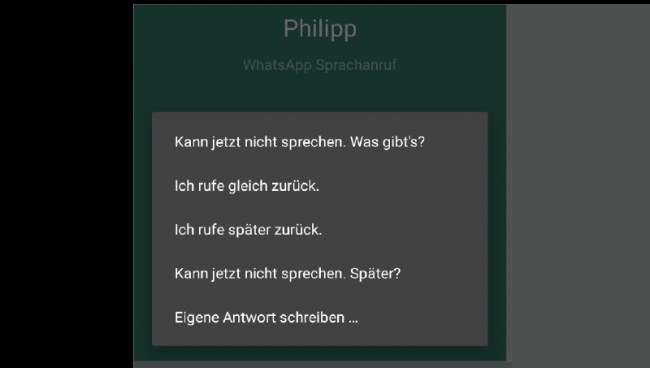 Philipp
WhatsApp Sprachanruf
Kann jetzt nicht sprechen. Was gibt's?
Ich rufe gleich zurück.
Ich rufe später zurück.
Kann jetzt nicht sprechen. Später?
Eigene Antwort schreiben ...